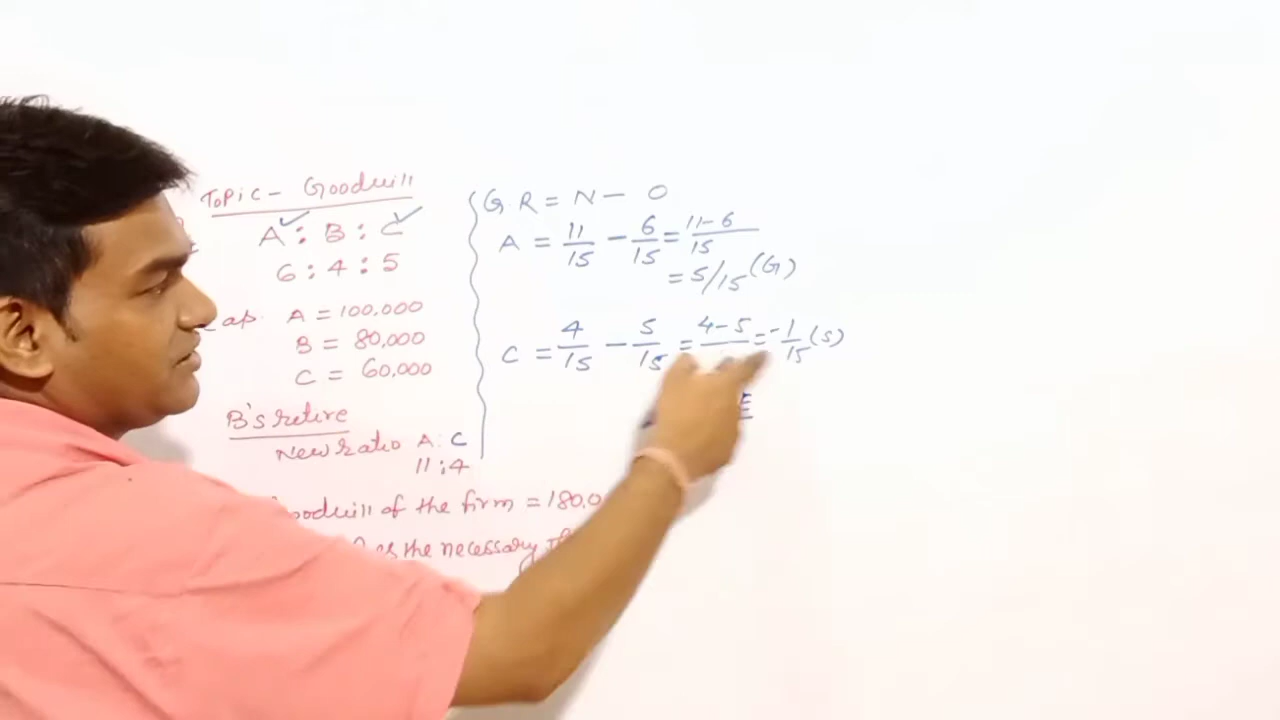 Topic - Goodwill
A : B : C
6 : 4 : 5
ap. A = 100,000
B = 80,000
C = 60,000
B's retire
New ratio A : C
11 : 4
oodwill of the firm = 180,0
the necessary
G.R = N - O
A = 11/15 - 6/15 = 11-6/15
= 5/15 (G)
C = 4/15 - 5/15 = 4-5 = -1/15 (S)
E